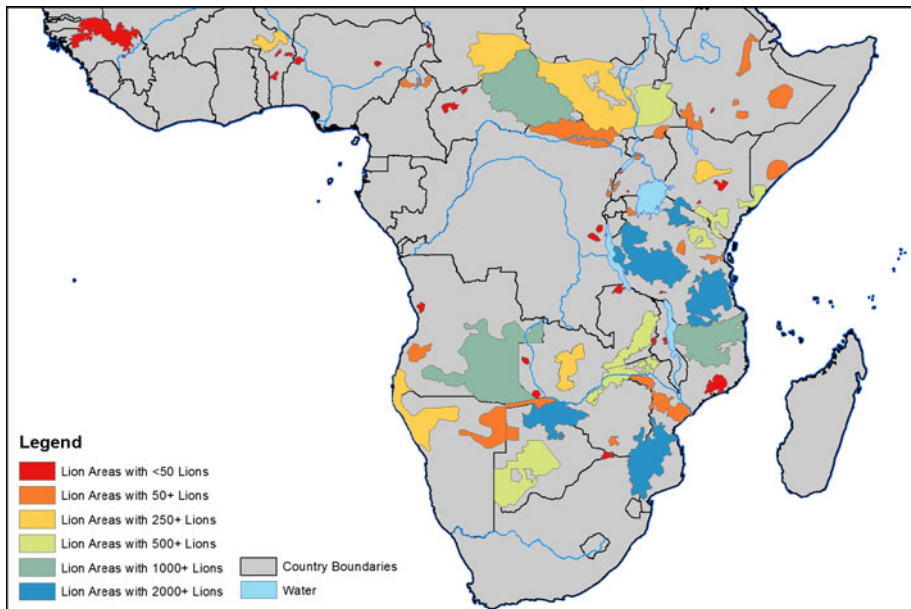 Legend
Lion Areas with <50 Lions
Lion Areas with 50+ Lions
Lion Areas with 250+ Lions
Lion Areas with 500+ Lions
Lion Areas with 1000+ Lions
Lion Areas with 2000+ Lions
Country Boundaries
Water